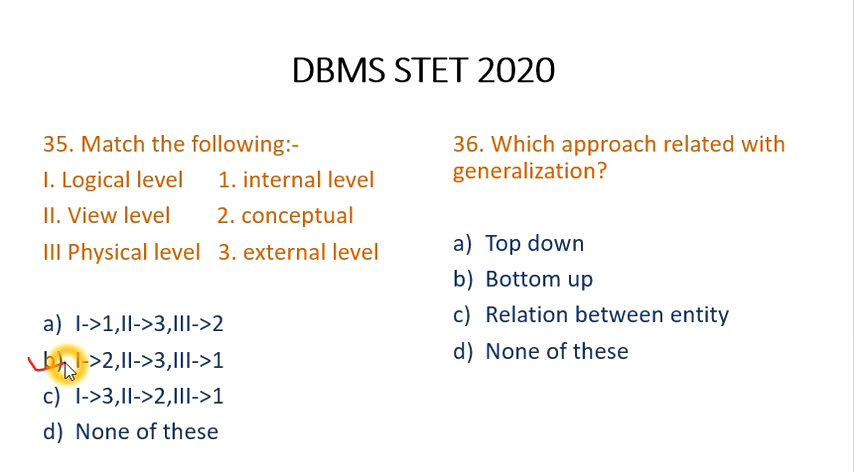 DBMS STET 2020
35. Match the following:-
I. Logical level 1. internal level
II. View level 2. conceptual
III Physical level 3. external level
a) I->1,II->3,III->2
b) I->2,II->3,III->1
c) I->3,II->2,III->1
d) None of these
36. Which approach related with
generalization?
a) Top down
b) Bottom up
c) Relation between entity
d) None of these